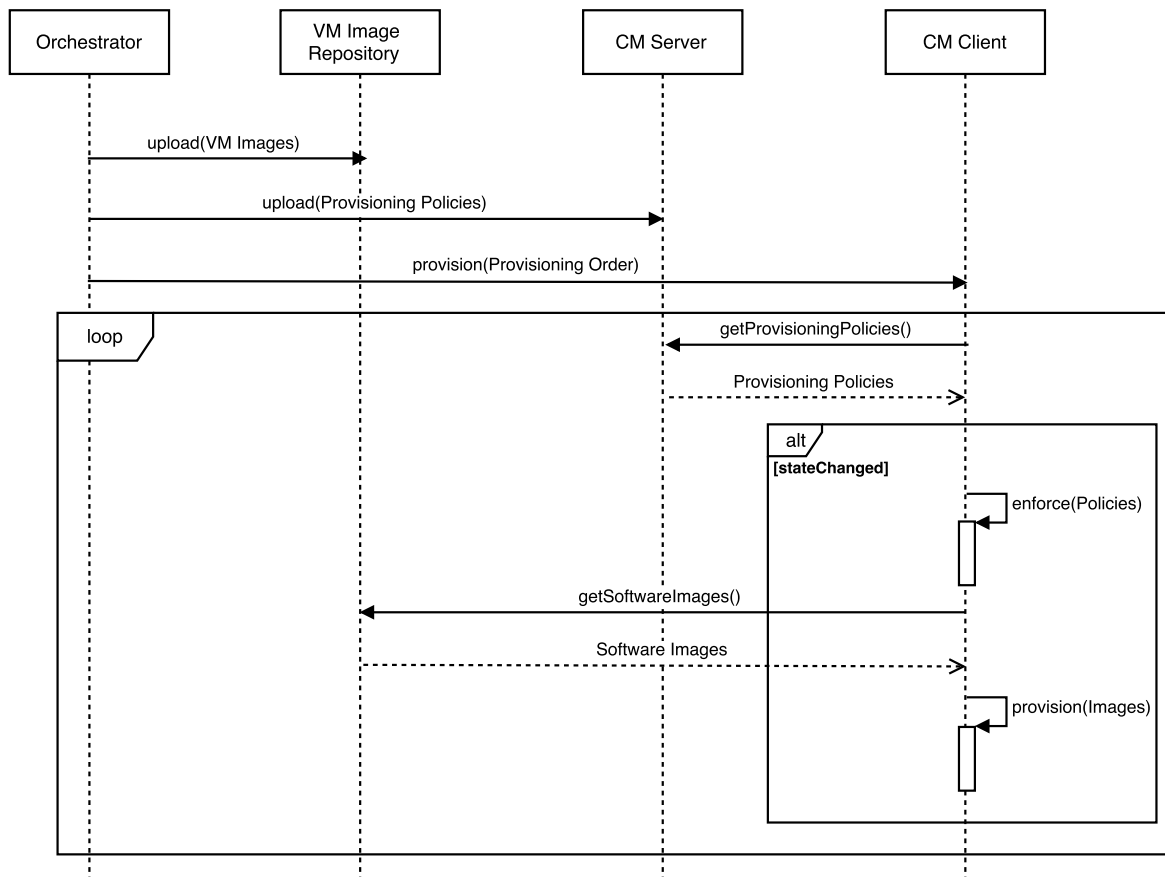 Orchestrator
VM Image
Repository
CM Server
CM Client
upload(VM Images)
upload(Provisioning Policies)
provision(Provisioning Order)
loop
getProvisioningPolicies()
Provisioning Policies
alt
[stateChanged]
enforce(Policies)
getSoftwareImages()
Software Images
provision(Images)